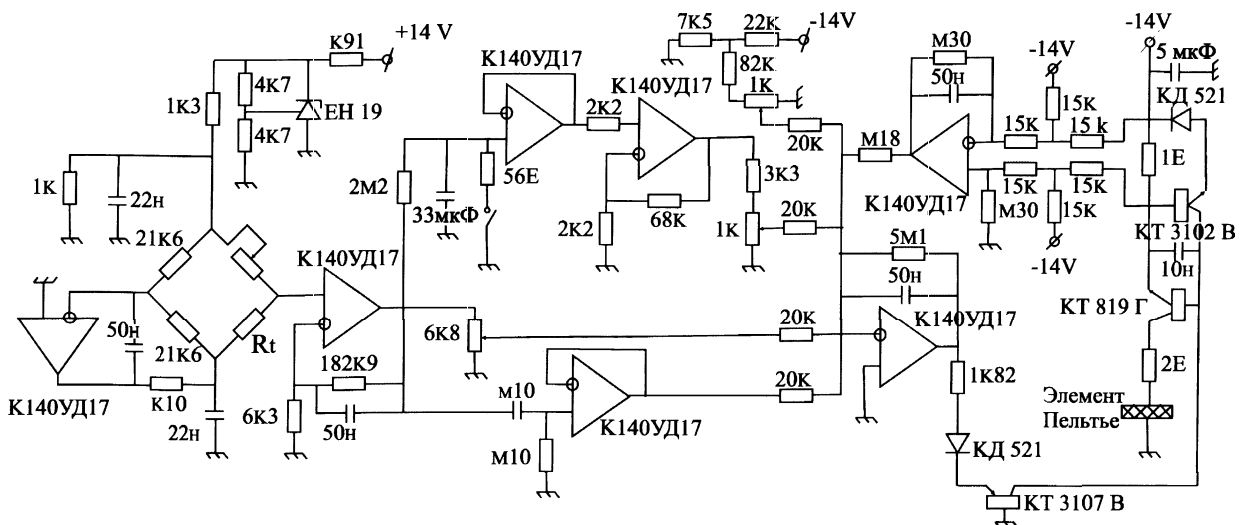 7К5
22К
-14V
-14V
К91
+14 V
К140УД17
М30
-14V
5 мкФ
4К7
К140УД17
82К
50н
КД 521
1К3
ЕН 19
2К2
1К
15К
4К7
15К
15 k
М18
1Е
20К
1К
2М2
56Е
3К3
22н
15К
15К
33мкФ
68К
20К
К140УД17
М30
15К
КТ 3102 В
21К6
2К2
1К
К140УД17
5М1
-14V
10н
50н
50н
К140УД17
КТ 819 Г
6К8
20К
21К6
Rt
182К9
2Е
К10
м10
20К
1К82
К140УД17
Элемент
Пельтье
6К3
22н
50н
К140УД17
М10
КД 521
КТ 3107 В